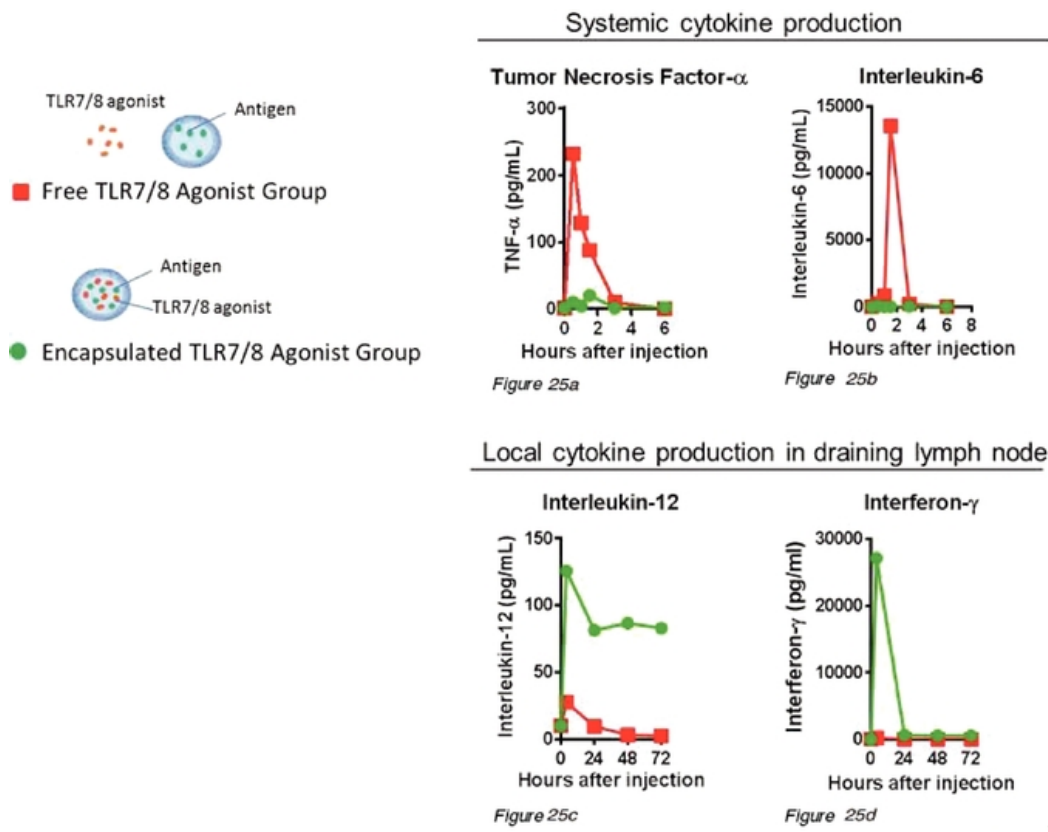 Systemic cytokine production
TLR7/8 agonist
Antigen
Free TLR7/8 Agonist Group
Antigen
TLR7/8 agonist
Encapsulated TLR7/8 Agonist Group
Tumor Necrosis Factor-α
TNF-α (pg/mL)
300
200
100
0
0 2 4 6
Hours after injection
Figure 25a
Interleukin-6
Interleukin-6 (pg/mL)
15000
10000
5000
0
0 2 4 6 8
Hours after injection
Figure 25b
Local cytokine production in draining lymph node
Interleukin-12
Interleukin-12 (pg/mL)
150
100
50
0
0 24 48 72
Hours after injection
Figure 25c
Interferon-γ
Interferon-γ (pg/ml)
30000
20000
10000
0
0 24 48 72
Hours after injection
Figure 25d